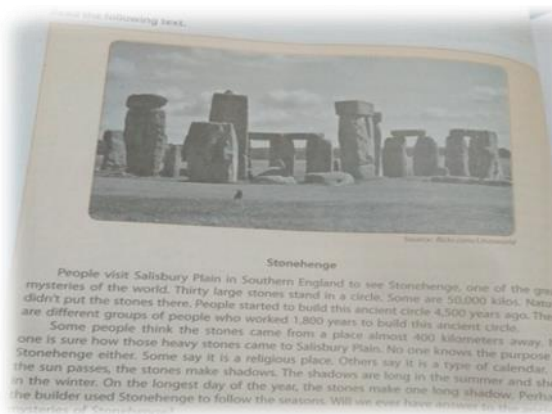 Read the following text.
Source: flickr.com/
Stonehenge
People visit Salisbury Plain in Southern England to see Stonehenge, one of the
mysteries of the world. Thirty large stones stand in a circle. Some are 50,000 kilos.
didn't put the stones there. People started to build this ancient circle 4,500 years ago.
are different groups of people who worked 1,800 years to build this ancient circle.
Some people think the stones came from a place almost 400 kilometers away.
one is sure how those heavy stones came to Salisbury Plain. No one knows the purpose
Stonehenge either. Some say it is a religious place. Others say it is a type of calendar.
the sun passes, the stones make shadows. The shadows are long in the summer and
in the winter. On the longest day of the year, the stones make one long shadow.
the builder used Stonehenge to follow the seasons. Will we ever have
mysteries of Stonehenge?